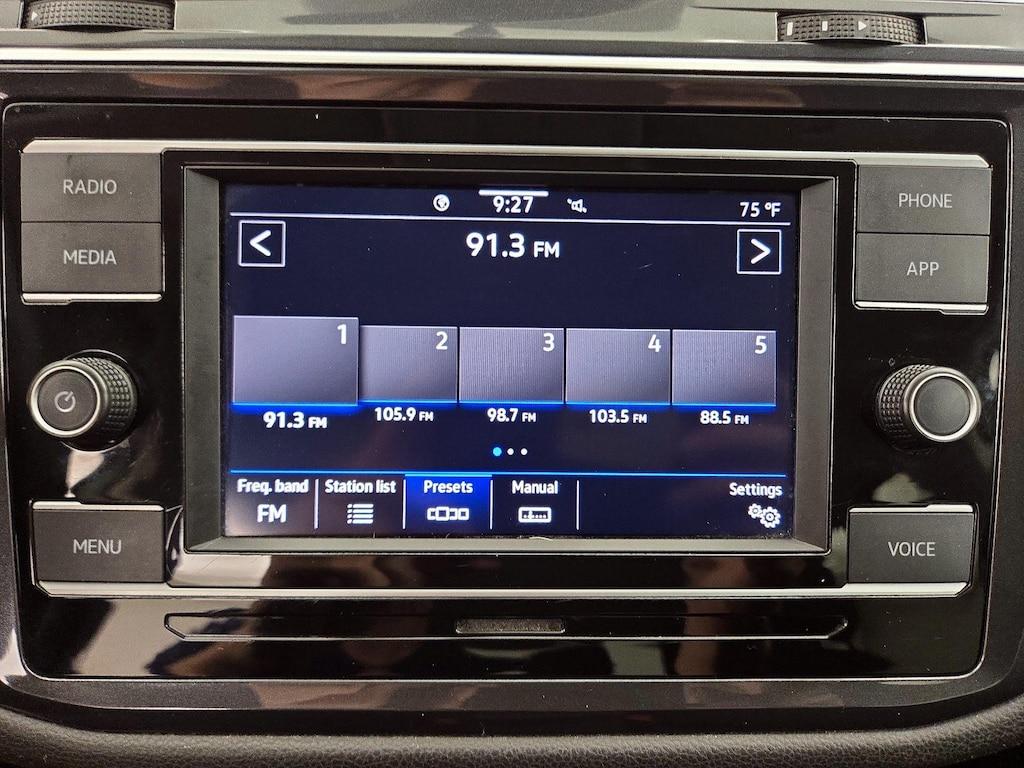 RADIO
MEDIA
MENU
9:27
75 °F
91.3 FM
1
2
3
4
5
91.3 FM
105.9 FM
98.7 FM
103.5 FM
88.5 FM
Freq. band
FM
Station list
Presets
Manual
Settings
PHONE
APP
VOICE